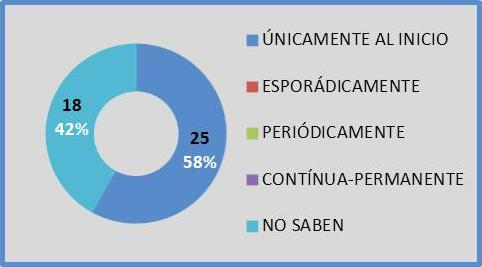 18
42%
25
58%
ÚNICAMENTE AL INICIO
ESPORÁDICAMENTE
PERIÓDICAMENTE
CONTÍNUA-PERMANENTE
NO SABEN